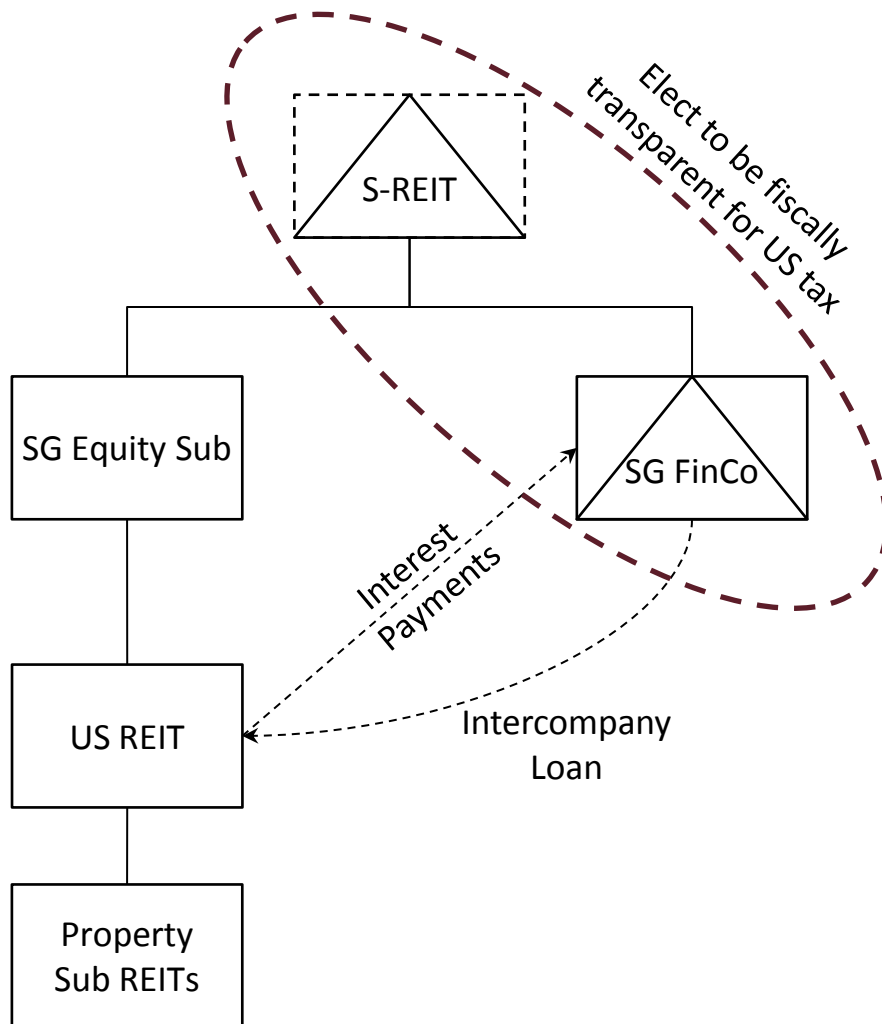 Elect to be fiscally
transparent for US tax
S-REIT
SG Equity Sub
SG FinCo
Interest
Payments
US REIT
Intercompany
Loan
Property
Sub REITs